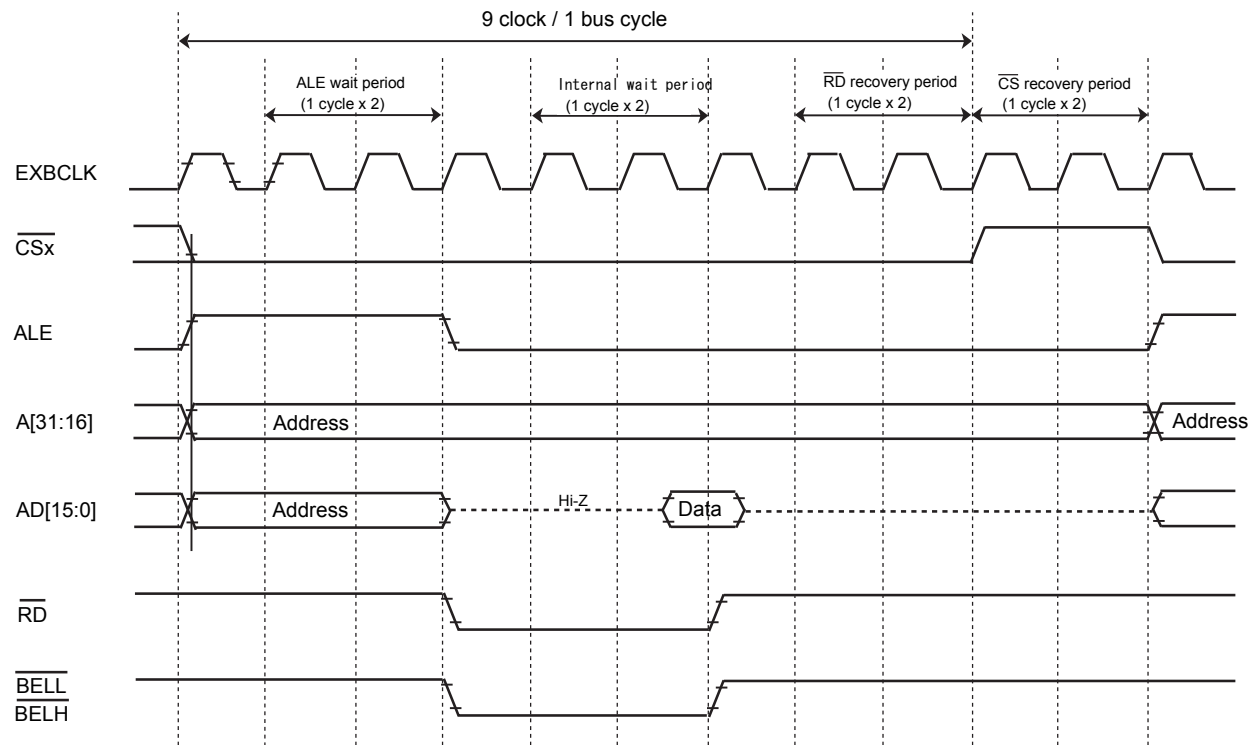 9 clock / 1 bus cycle
ALE wait period
(1 cycle x 2)
Internal wait period
(1 cycle x 2)
RD recovery period
(1 cycle x 2)
CS recovery period
(1 cycle x 2)
EXBCLK
CSx
ALE
A[31:16]
Address
Address
AD[15:0]
Address
Hi-Z
Data
RD
BELL
BELH